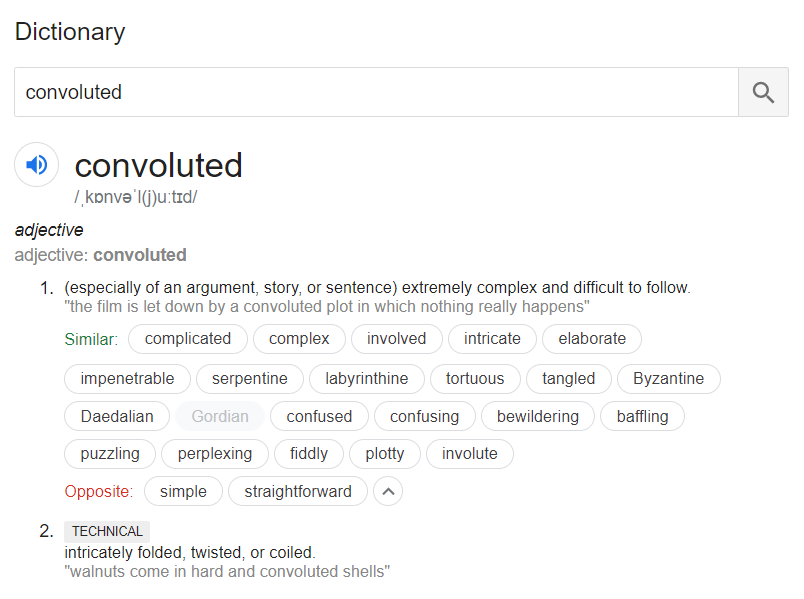 Dictionary
convoluted
convoluted
/ˌkɒnvəˈl(j)uːtɪd/
adjective
adjective: convoluted
1. (especially of an argument, story, or sentence) extremely complex and difficult to follow.
"the film is let down by a convoluted plot in which nothing really happens"
Similar: complicated complex involved intricate elaborate
impenetrable serpentine labyrinthine tortuous tangled Byzantine
Daedalian Gordian confused confusing bewildering baffling
puzzling perplexing fiddly plotty involute
Opposite: simple straightforward
2. TECHNICAL
intricately folded, twisted, or coiled.
"walnuts come in hard and convoluted shells"